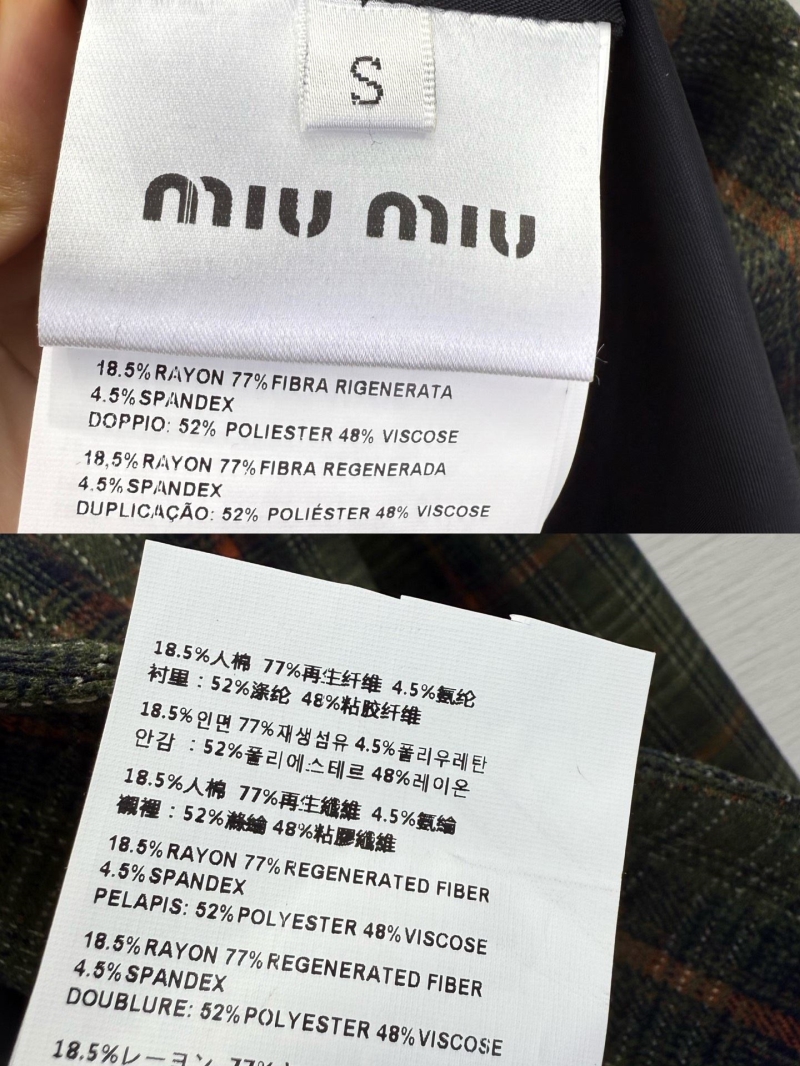 S
miu miu
18.5%RAYON 77%FIBRA RIGENERATA
4.5%SPANDEX
DOPPIO: 52% POLIESTER 48% VISCOSE
18,5%RAYON 77%FIBRA REGENERADA
4.5%SPANDEX
DUPLICAÇÃO: 52% POLIÉSTER 48% VISCOSE
18.5%人棉 77%再生纤维 4.5%氨纶
衬里：52%涤纶 48%粘胶纤维
18.5%인면 77%재생섬유 4.5%폴리우레탄
안감 : 52%폴리에스테르 48%레이온
18.5%人棉 77%再生纖維 4.5%氨綸
襯裡：52%滌綸 48%粘膠纖維
18.5%RAYON 77%REGENERATED FIBER
4.5%SPANDEX
PELAPIS: 52%POLYESTER 48%VISCOSE
18.5%RAYON 77%REGENERATED FIBER
4.5%SPANDEX
DOUBLURE: 52%POLYESTER 48%VISCOSE
18.5%レーヨン 77%